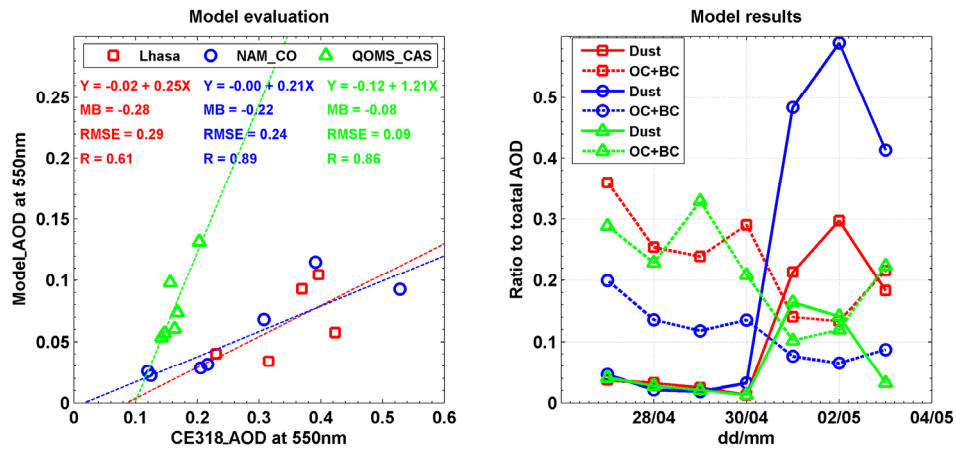 Model evaluation
Lhasa NAM_CO QOMS_CAS
Y = -0.02 + 0.25X Y = -0.00 + 0.21X Y = -0.12 + 1.21X
MB = -0.28 MB = -0.22 MB = -0.08
RMSE = 0.29 RMSE = 0.24 RMSE = 0.09
R = 0.61 R = 0.89 R = 0.86
Model_AOD at 550nm
0.25
0.2
0.15
0.1
0.05
0
0 0.1 0.2 0.3 0.4 0.5 0.6
CE318_AOD at 550nm
Model results
Dust
OC+BC
Dust
OC+BC
Dust
OC+BC
Ratio to toatal AOD
0.5
0.4
0.3
0.2
0.1
0
28/04 30/04 02/05 04/05
dd/mm